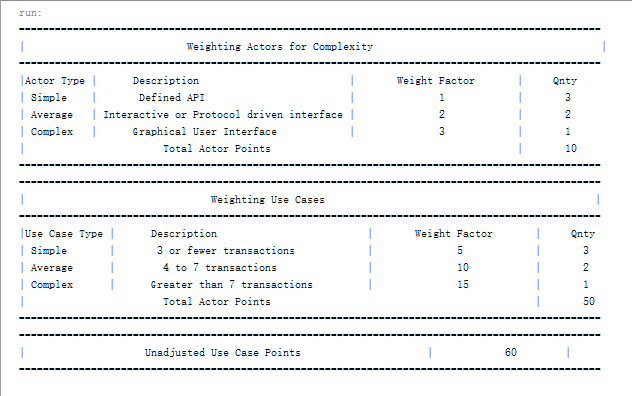 run:
| Weighting Actors for Complexity |
|Actor Type | Description | Weight Factor | Qnty
| Simple | Defined API | 1 | 3
| Average | Interactive or Protocol driven interface | 2 | 2
| Complex | Graphical User Interface | 3 | 1
| Total Actor Points | 10
| Weighting Use Cases |
|Use Case Type | Description | Weight Factor | Qnty
| Simple | 3 or fewer transactions | 5 | 3
| Average | 4 to 7 transactions | 10 | 2
| Complex | Greater than 7 transactions | 15 | 1
| Total Actor Points | 50
| Unadjusted Use Case Points | 60 |